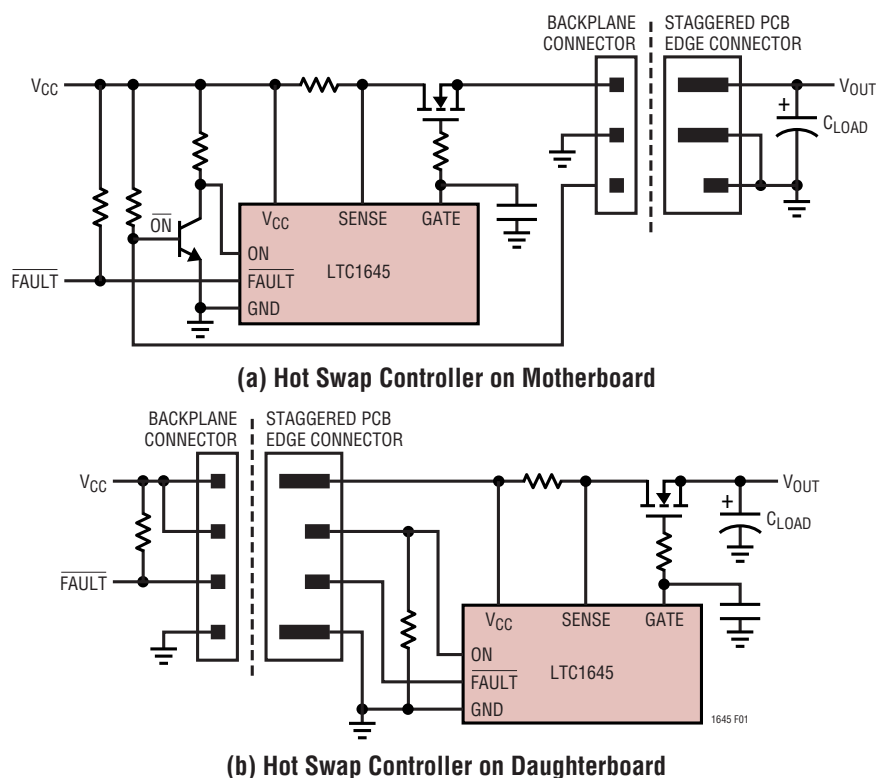 BACKPLANE
CONNECTOR
STAGGERED PCB
EDGE CONNECTOR
VCC
VOUT
+
CLOAD
ON
VCC
SENSE
GATE
ON
FAULT
FAULT
LTC1645
GND
(a) Hot Swap Controller on Motherboard
BACKPLANE
CONNECTOR
STAGGERED PCB
EDGE CONNECTOR
VCC
VOUT
+
CLOAD
FAULT
VCC
SENSE
GATE
ON
FAULT
LTC1645
GND
1645 F01
(b) Hot Swap Controller on Daughterboard